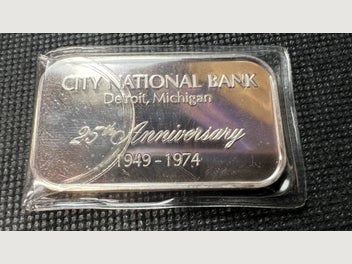 CITY NATIONAL BANK
Detroit, Michigan
25th Anniversary
1949-1974